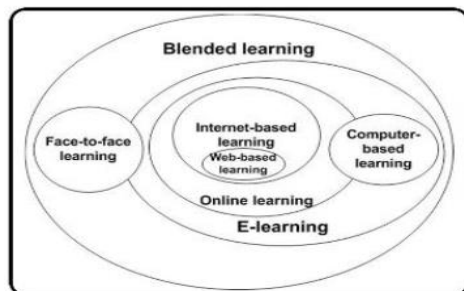 Blended learning
Face-to-face
learning
Internet-based
learning
Web-based
learning
Computer-
based
learning
Online learning
E-learning